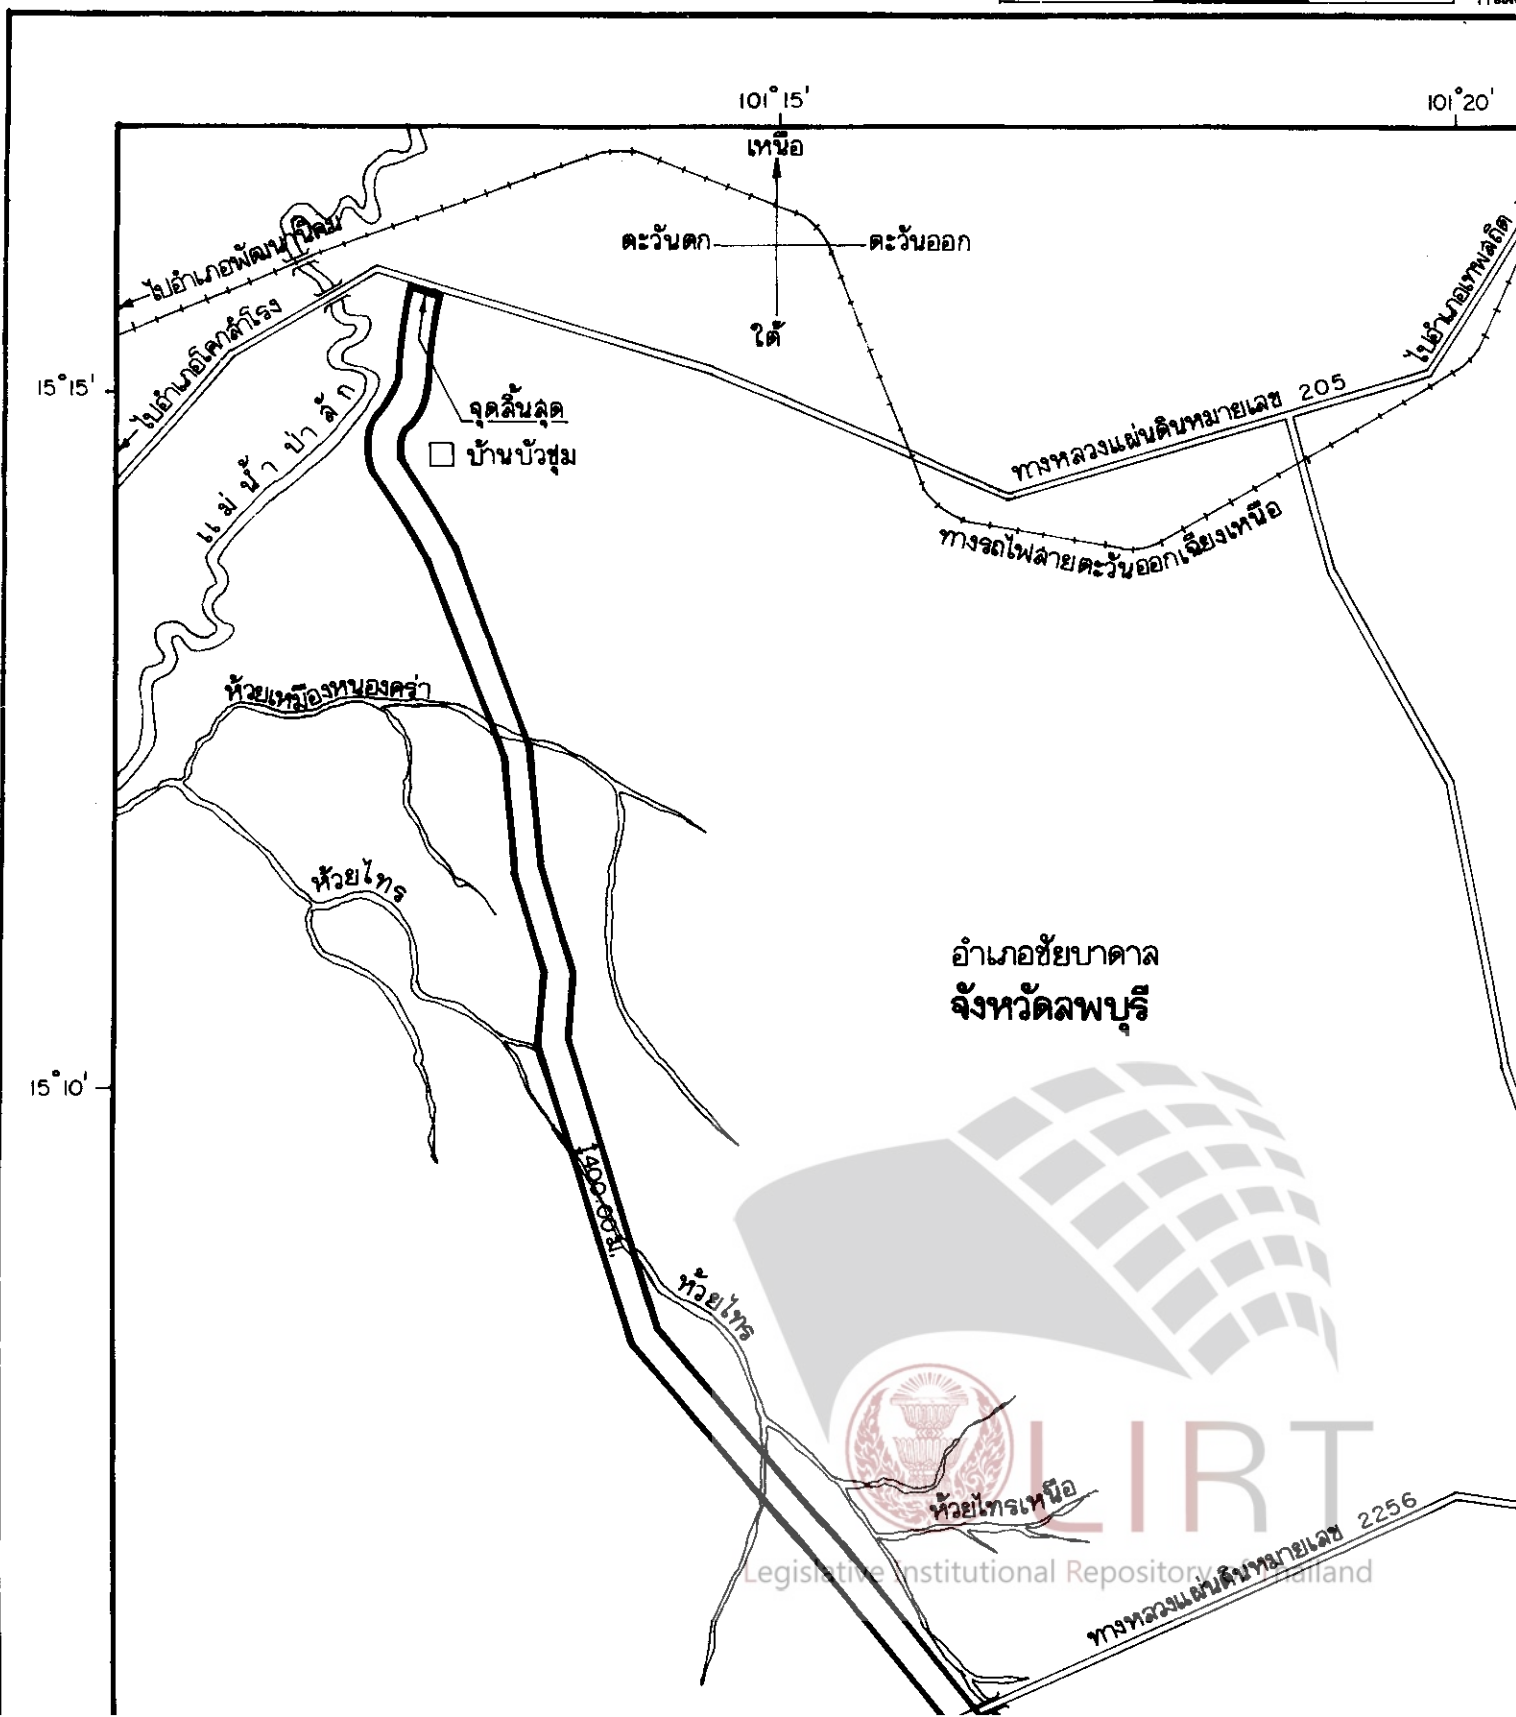 101°15'
101°20'
เหนือ
ตะวันตก
ตะวันออก
ใต้
ไปอำเภอพัฒนานิคม
ไปอำเภอโคกสำโรง
ไปอำเภอเทพสถิต
15°15'
แม่น้ำป่าสัก
จุดสิ้นสุด
บ้านบัวชุม
ทางหลวงแผ่นดินหมายเลข 205
ทางรถไฟสายตะวันออกเฉียงเหนือ
ห้วยเหมืองหนองคร่า
ห้วยไทร
อำเภอชัยบาดาล
จังหวัดลพบุรี
15°10'
1400.00 ม.
ห้วยไทร
LIRT
ห้วยไทรเหนือ
Legislative Institutional Repository of Thailand
ทางหลวงแผ่นดินหมายเลข 2256